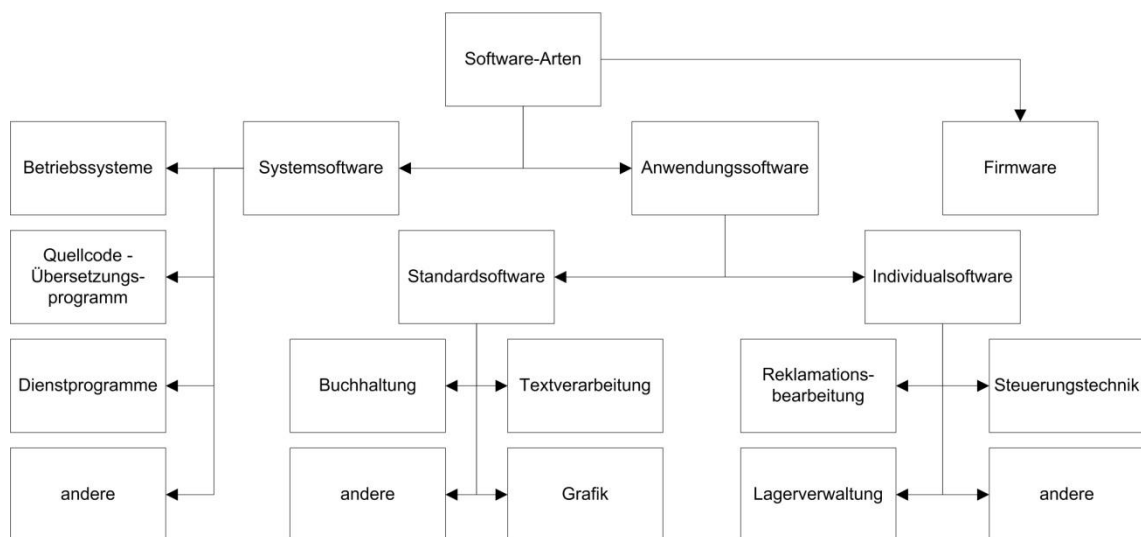 Software-Arten
Betriebssysteme
Systemsoftware
Anwendungssoftware
Firmware
Quellcode -
Übersetzungs-
programm
Standardsoftware
Individualsoftware
Dienstprogramme
Buchhaltung
Textverarbeitung
Reklamations-
bearbeitung
Steuerungstechnik
andere
andere
Grafik
Lagerverwaltung
andere